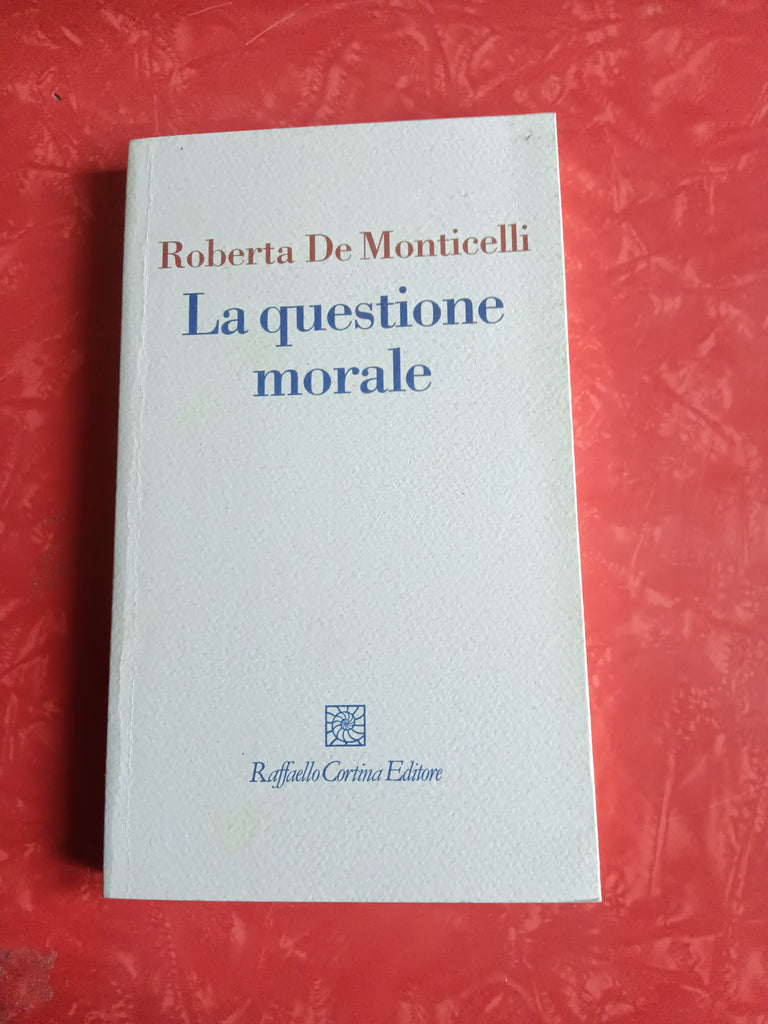 Roberta De Monticelli
La questione
morale
Raffaello Cortina Editore